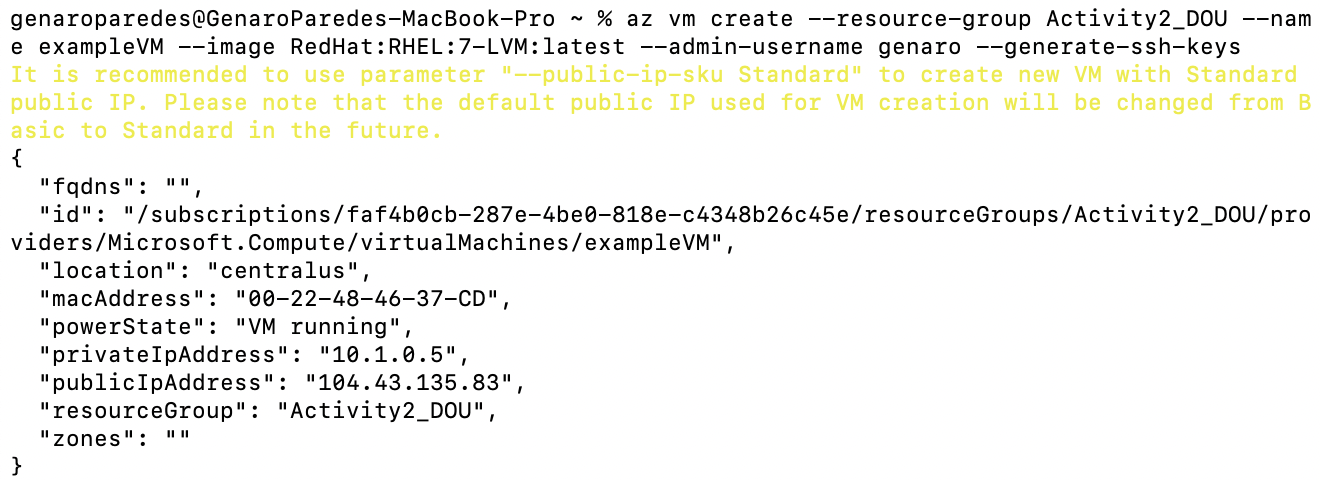 genaroparedes@GenaroParedes-MacBook-Pro ~ % az vm create --resource-group Activity2_DOU --nam
e exampleVM --image RedHat:RHEL:7-LVM:latest --admin-username genaro --generate-ssh-keys
It is recommended to use parameter "--public-ip-sku Standard" to create new VM with Standard
public IP. Please note that the default public IP used for VM creation will be changed from B
asic to Standard in the future.
{
  "fqdns": "",
  "id": "/subscriptions/faf4b0cb-287e-4be0-818e-c4348b26c45e/resourceGroups/Activity2_DOU/pro
viders/Microsoft.Compute/virtualMachines/exampleVM",
  "location": "centralus",
  "macAddress": "00-22-48-46-37-CD",
  "powerState": "VM running",
  "privateIpAddress": "10.1.0.5",
  "publicIpAddress": "104.43.135.83",
  "resourceGroup": "Activity2_DOU",
  "zones": ""
}